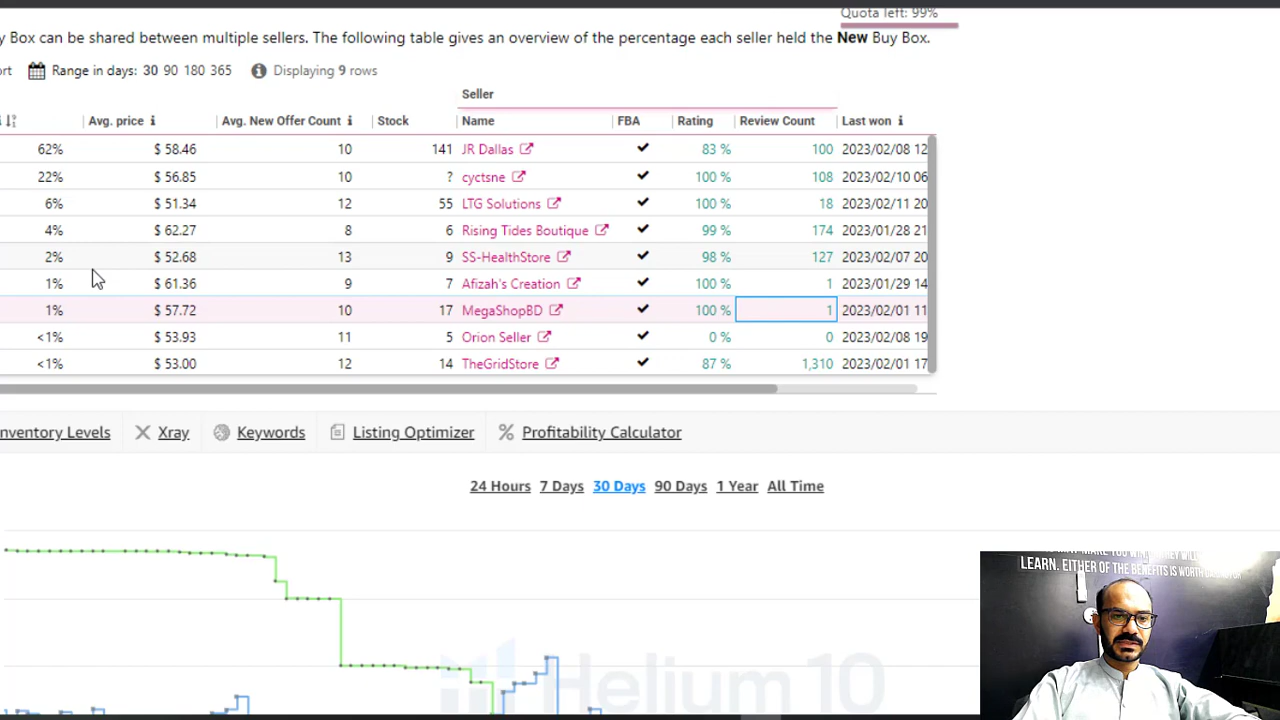 Quota left: 99%
y Box can be shared between multiple sellers. The following table gives an overview of the percentage each seller held the New Buy Box.
ort Range in days: 30 90 180 365 Displaying 9 rows
Seller
Avg. price Avg. New Offer Count Stock Name FBA Rating Review Count Last won
62% $ 58.46 10 141 JR Dallas 83 % 100 2023/02/08 12
22% $ 56.85 10 ? cyctsne 100 % 108 2023/02/10 06
6% $ 51.34 12 55 LTG Solutions 100 % 18 2023/02/11 20
4% $ 62.27 8 6 Rising Tides Boutique 99 % 174 2023/01/28 21
2% $ 52.68 13 9 SS-HealthStore 98 % 127 2023/02/07 20
1% $ 61.36 9 7 Afizah's Creation 100 % 1 2023/01/29 14
1% $ 57.72 10 17 MegaShopBD 100 % 1 2023/02/01 11
<1% $ 53.93 11 5 Orion Seller 0 % 0 2023/02/08 19
<1% $ 53.00 12 14 TheGridStore 87 % 1,310 2023/02/01 17
nventory Levels Xray Keywords Listing Optimizer % Profitability Calculator
24 Hours 7 Days 30 Days 90 Days 1 Year All Time
Helium 10
LEARN. EITHER OF THE BENEFITS IS WORTH